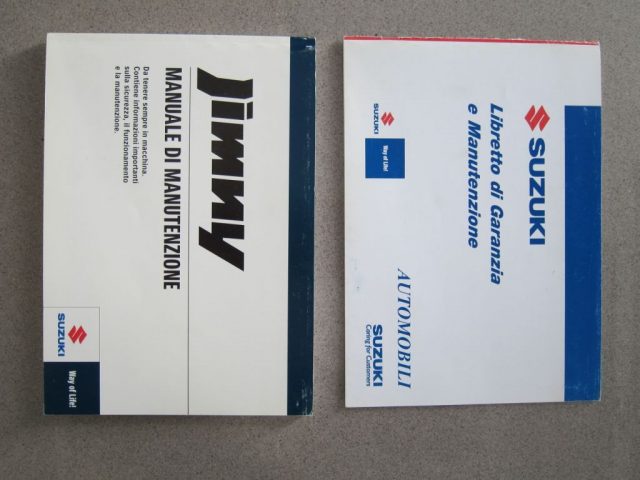 Jimny
MANUALE DI MANUTENZIONE
Da tenere sempre in macchina.
Contiene informazioni importanti
sulla sicurezza, il funzionamento
e la manutenzione.
SUZUKI
Way of Life!
SUZUKI
Libretto di Garanzia
e Manutenzione
SUZUKI
Way of Life!
AUTOMOBILI
SUZUKI
Caring for Customers